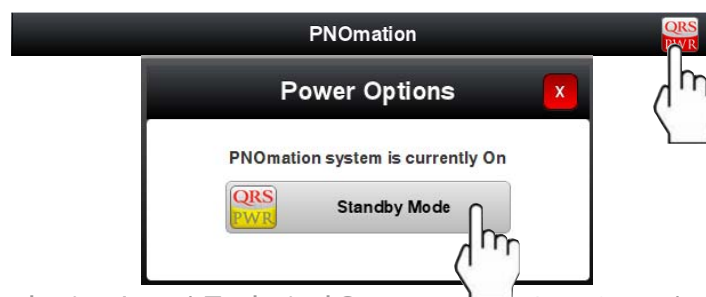 PNOmation
QRS
PWR
Power Options
X
PNOmation system is currently On
QRS
PWR
Standby Mode